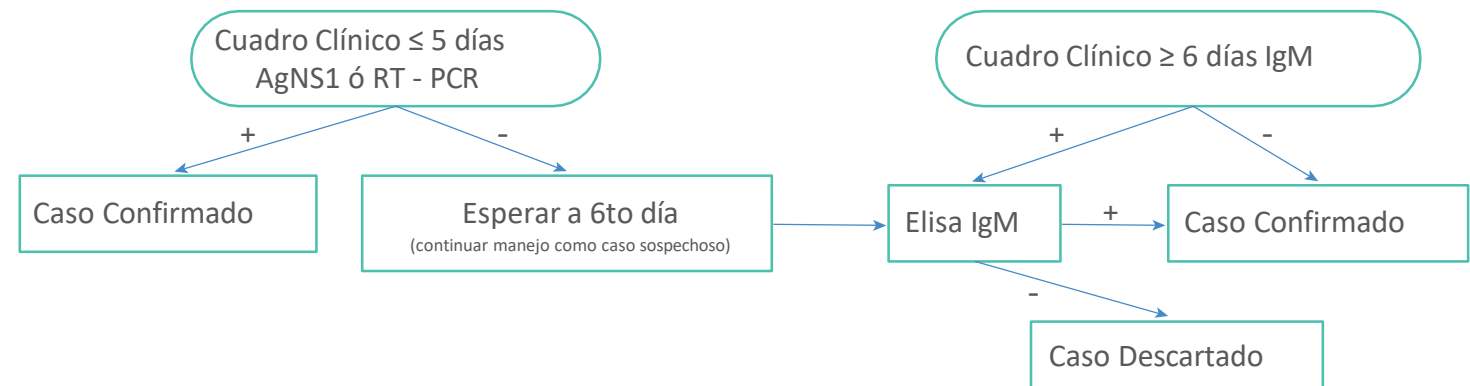 Cuadro Clínico ≤ 5 días
AgNS1 ó RT - PCR
Cuadro Clínico ≥ 6 días IgM
+
-
+
-
Caso Confirmado
Esperar a 6to día
(continuar manejo como caso sospechoso)
Elisa IgM
+
Caso Confirmado
-
Caso Descartado